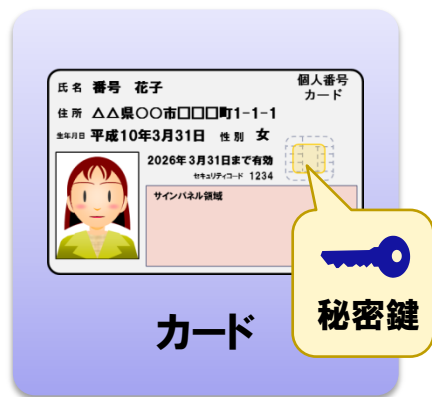 氏名 番号 花子
個人番号
カード
住所 △△県○○市□□□町1-1-1
生年月日 平成10年3月31日 性別 女
2026年3月31日まで有効
セキュリティコード 1234
サインパネル領域
秘密鍵
カード